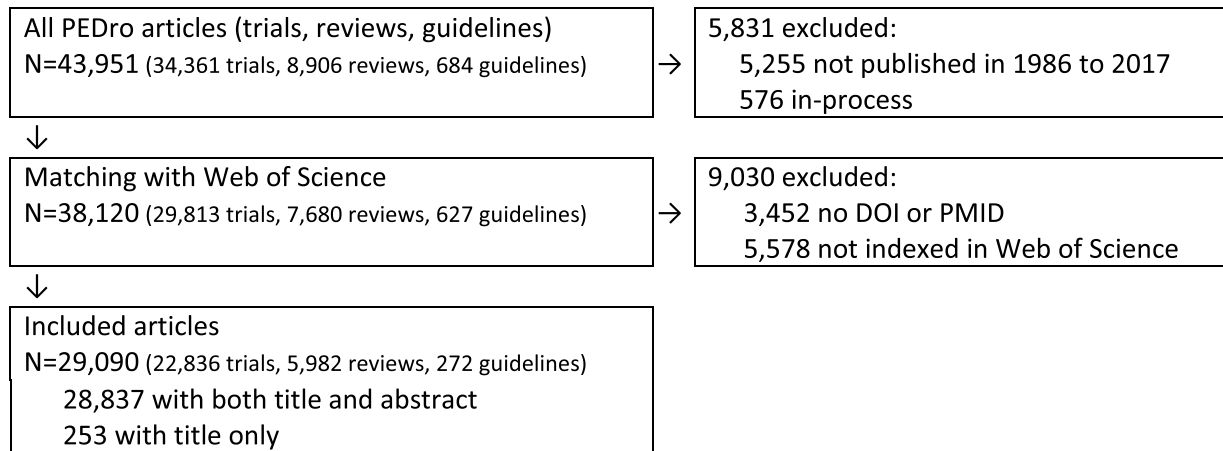 All PEDro articles (trials, reviews, guidelines)
N=43,951 (34,361 trials, 8,906 reviews, 684 guidelines)
→
5,831 excluded:
5,255 not published in 1986 to 2017
576 in-process
↓
Matching with Web of Science
N=38,120 (29,813 trials, 7,680 reviews, 627 guidelines)
→
9,030 excluded:
3,452 no DOI or PMID
5,578 not indexed in Web of Science
↓
Included articles
N=29,090 (22,836 trials, 5,982 reviews, 272 guidelines)
28,837 with both title and abstract
253 with title only